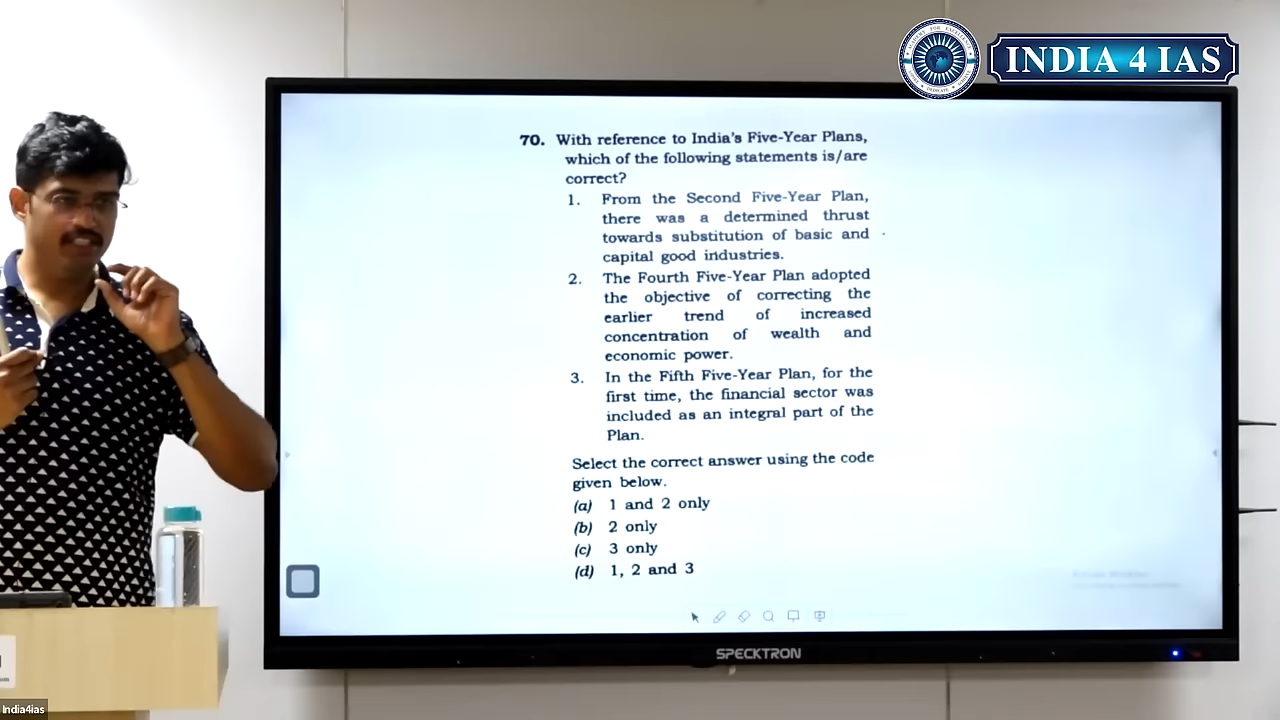 INDIA 4 IAS
70. With reference to India's Five-Year Plans,
which of the following statements is/are
correct?
1. From the Second Five-Year Plan,
there was a determined thrust
towards substitution of basic and
capital good industries.
2. The Fourth Five-Year Plan adopted
the objective of correcting the
earlier trend of increased
concentration of wealth and
economic power.
3. In the Fifth Five-Year Plan, for the
first time, the financial sector was
included as an integral part of the
Plan.
Select the correct answer using the code
given below.
(a) 1 and 2 only
(b) 2 only
(c) 3 only
(d) 1, 2 and 3
SPECKTRON
India4ias